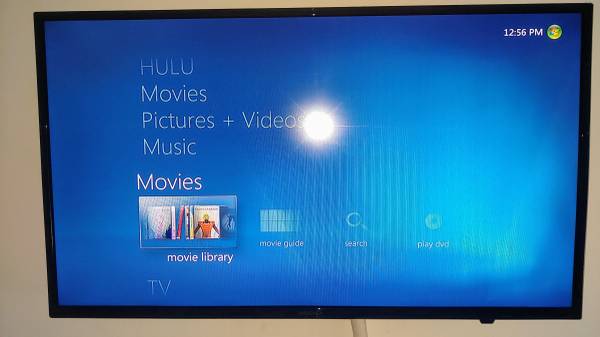 12:56 PM
HULU
Movies
Pictures + Videos
Music
Movies
movie library
movie guide
search
play dvd
TV